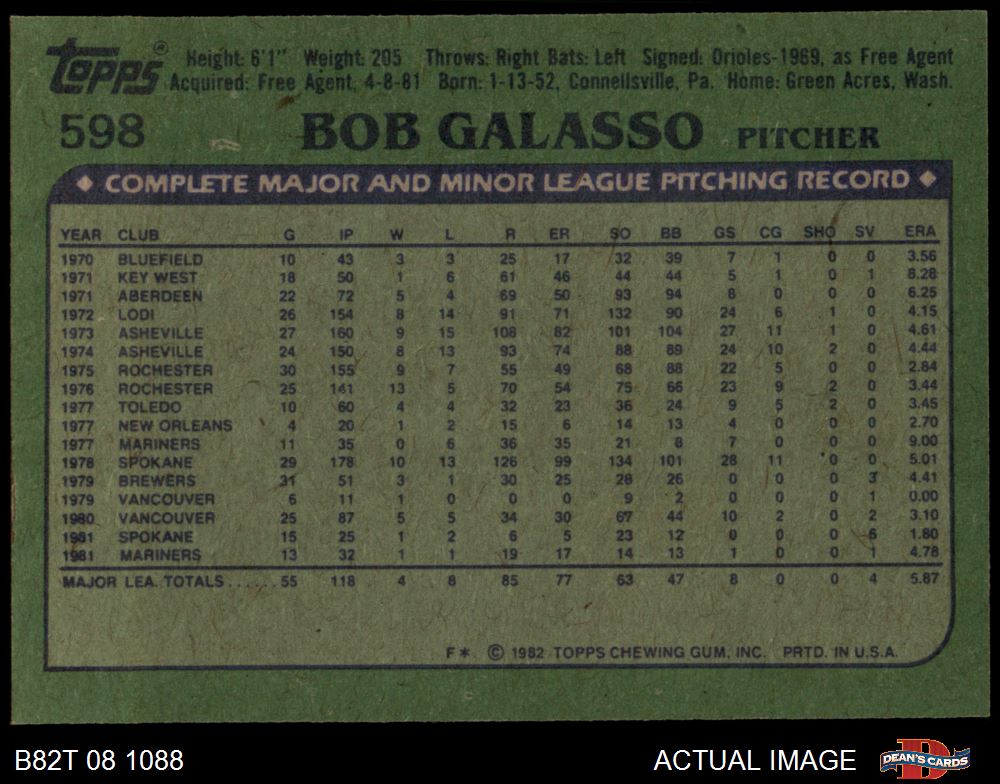 Topps® Height: 6'1" Weight: 205 Throws: Right Bats: Left Signed: Orioles-1969, as Free Agent
Acquired: Free Agent, 4-8-81 Born: 1-13-52, Connellsville, Pa. Home: Green Acres, Wash.
598 BOB GALASSO PITCHER
◆ COMPLETE MAJOR AND MINOR LEAGUE PITCHING RECORD ◆
YEAR CLUB G IP W L R ER SO BB GS CG SHO SV ERA
1970 BLUEFIELD 10 43 3 3 25 17 32 39 7 1 0 0 3.56
1971 KEY WEST 18 50 1 6 61 46 44 44 5 1 0 1 8.28
1971 ABERDEEN 22 72 5 4 69 50 93 94 8 0 0 0 6.25
1972 LODI 26 154 8 14 91 71 132 90 24 6 1 0 4.15
1973 ASHEVILLE 27 160 9 15 108 82 101 104 27 11 1 0 4.61
1974 ASHEVILLE 24 150 8 13 93 74 88 89 24 10 2 0 4.44
1975 ROCHESTER 30 155 9 7 55 49 68 88 22 5 0 0 2.84
1976 ROCHESTER 25 141 13 5 70 54 75 66 23 9 2 0 3.44
1977 TOLEDO 10 60 4 4 32 23 36 24 9 5 2 0 3.45
1977 NEW ORLEANS 4 20 1 2 15 6 14 13 4 0 0 0 2.70
1977 MARINERS 11 35 0 6 36 35 21 8 7 0 0 0 9.00
1978 SPOKANE 29 178 10 13 126 99 134 101 28 11 0 0 5.01
1979 BREWERS 31 51 3 1 30 25 28 26 0 0 0 3 4.41
1979 VANCOUVER 6 11 1 0 0 0 9 2 0 0 0 1 0.00
1980 VANCOUVER 25 87 5 5 34 30 67 44 10 2 0 2 3.10
1981 SPOKANE 15 25 1 2 6 5 23 12 0 0 0 6 1.80
1981 MARINERS 13 32 1 1 19 17 14 13 1 0 0 1 4.78
MAJOR LEA. TOTALS...... 55 118 4 8 85 77 63 47 8 0 0 4 5.87
F*. © 1982 TOPPS CHEWING GUM, INC. PRTD. IN U.S.A.
B82T 08 1088 ACTUAL IMAGE DEAN'S CARDS